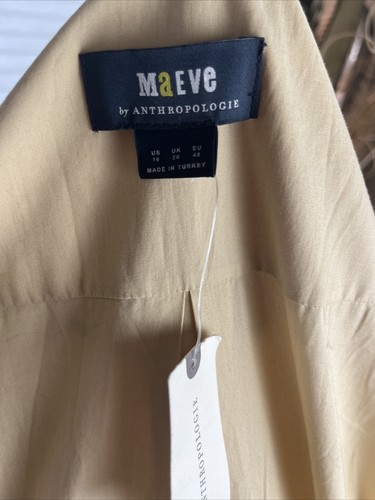 MaEVe
by ANTHROPOLOGIE
US UK EU
16 20 48
MADE IN TURKEY
ANTHROPOLOGIE